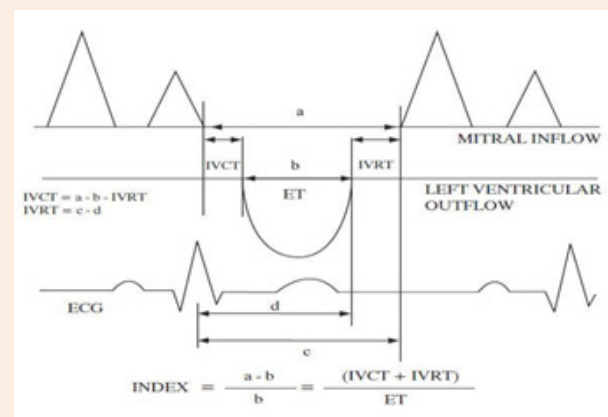 a
MITRAL INFLOW
IVCT
b
IVRT
ET
LEFT VENTRICULAR
OUTFLOW
IVCT = a - b - IVRT
IVRT = c - d
ECG
d
c
INDEX = a - b / b = (IVCT + IVRT) / ET